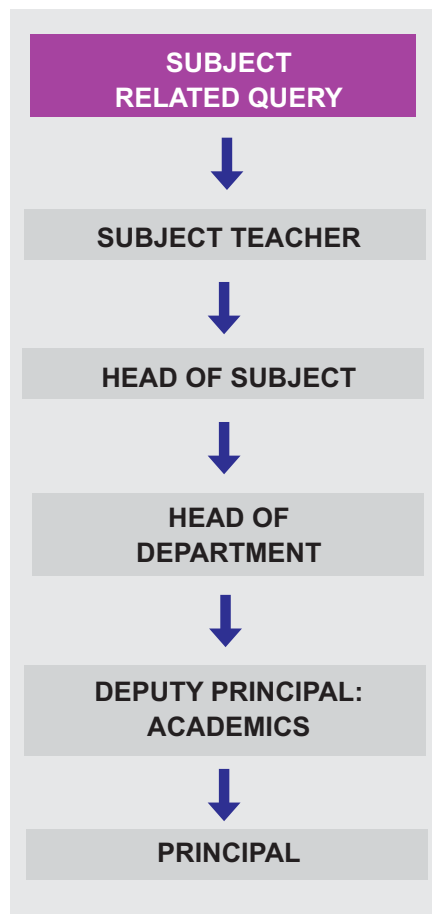 SUBJECT
RELATED QUERY
SUBJECT TEACHER
HEAD OF SUBJECT
HEAD OF
DEPARTMENT
DEPUTY PRINCIPAL:
ACADEMICS
PRINCIPAL